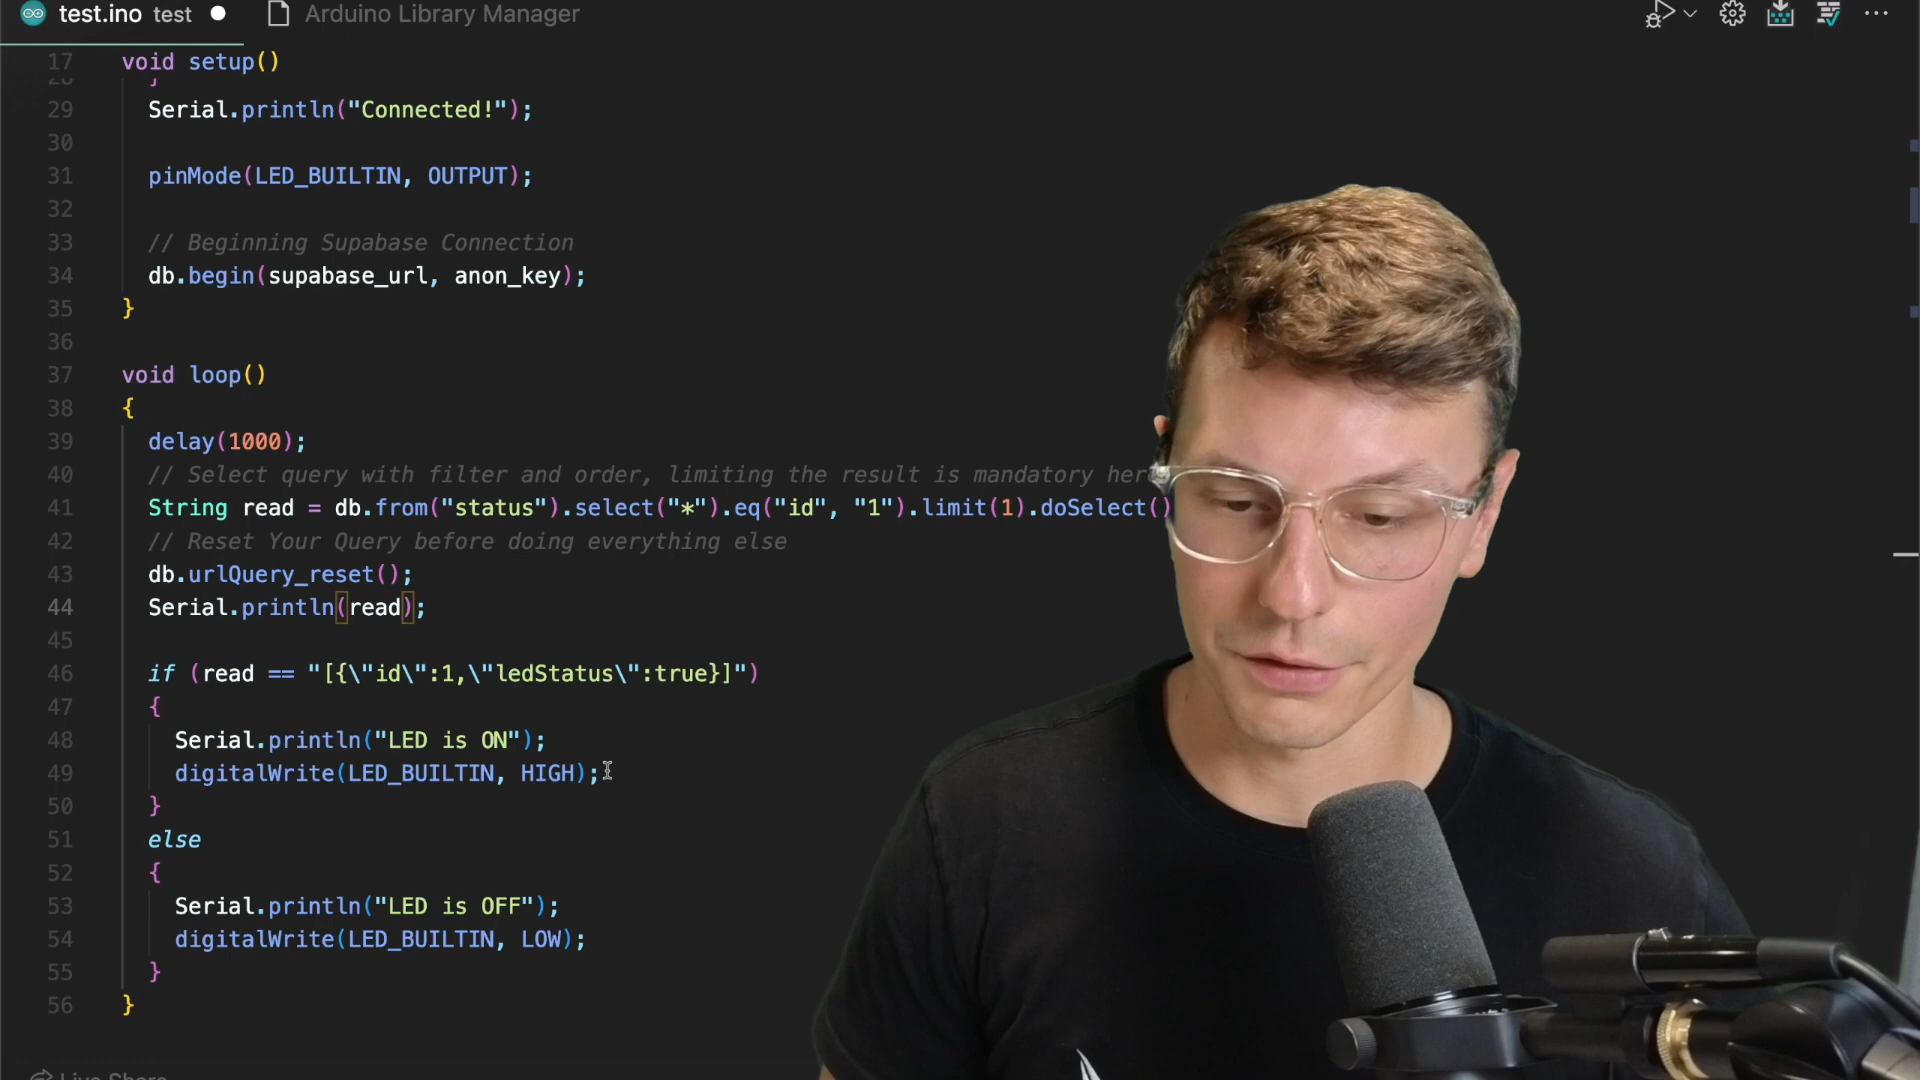 test.ino test
Arduino Library Manager
17 void setup()
28 }
29 Serial.println("Connected!");
30
31 pinMode(LED_BUILTIN, OUTPUT);
32
33 // Beginning Supabase Connection
34 db.begin(supabase_url, anon_key);
35 }
36
37 void loop()
38 {
39 delay(1000);
40 // Select query with filter and order, limiting the result is mandatory here
41 String read = db.from("status").select("*").eq("id", "1").limit(1).doSelect()
42 // Reset Your Query before doing everything else
43 db.urlQuery_reset();
44 Serial.println(read);
45
46 if (read == "[{\"id\":1,\"ledStatus\":true}]")
47 {
48 Serial.println("LED is ON");
49 digitalWrite(LED_BUILTIN, HIGH);
50 }
51 else
52 {
53 Serial.println("LED is OFF");
54 digitalWrite(LED_BUILTIN, LOW);
55 }
56 }
Live Share